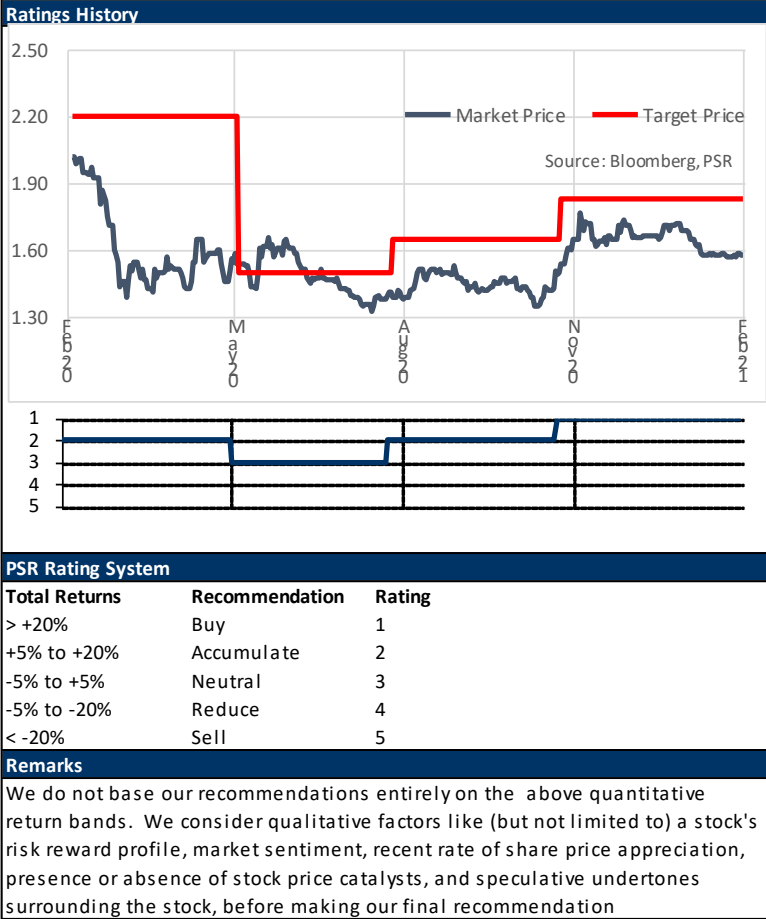 Ratings History
2.50
2.20
Market Price Target Price
1.90
Source: Bloomberg, PSR
1.60
1.30
Feb20 May20 Aug20 Nov20 Feb21
1
2
3
4
5
PSR Rating System
Total Returns Recommendation Rating
> +20% Buy 1
+5% to +20% Accumulate 2
-5% to +5% Neutral 3
-5% to -20% Reduce 4
< -20% Sell 5
Remarks
We do not base our recommendations entirely on the above quantitative
return bands. We consider qualitative factors like (but not limited to) a stock's
risk reward profile, market sentiment, recent rate of share price appreciation,
presence or absence of stock price catalysts, and speculative undertones
surrounding the stock, before making our final recommendation